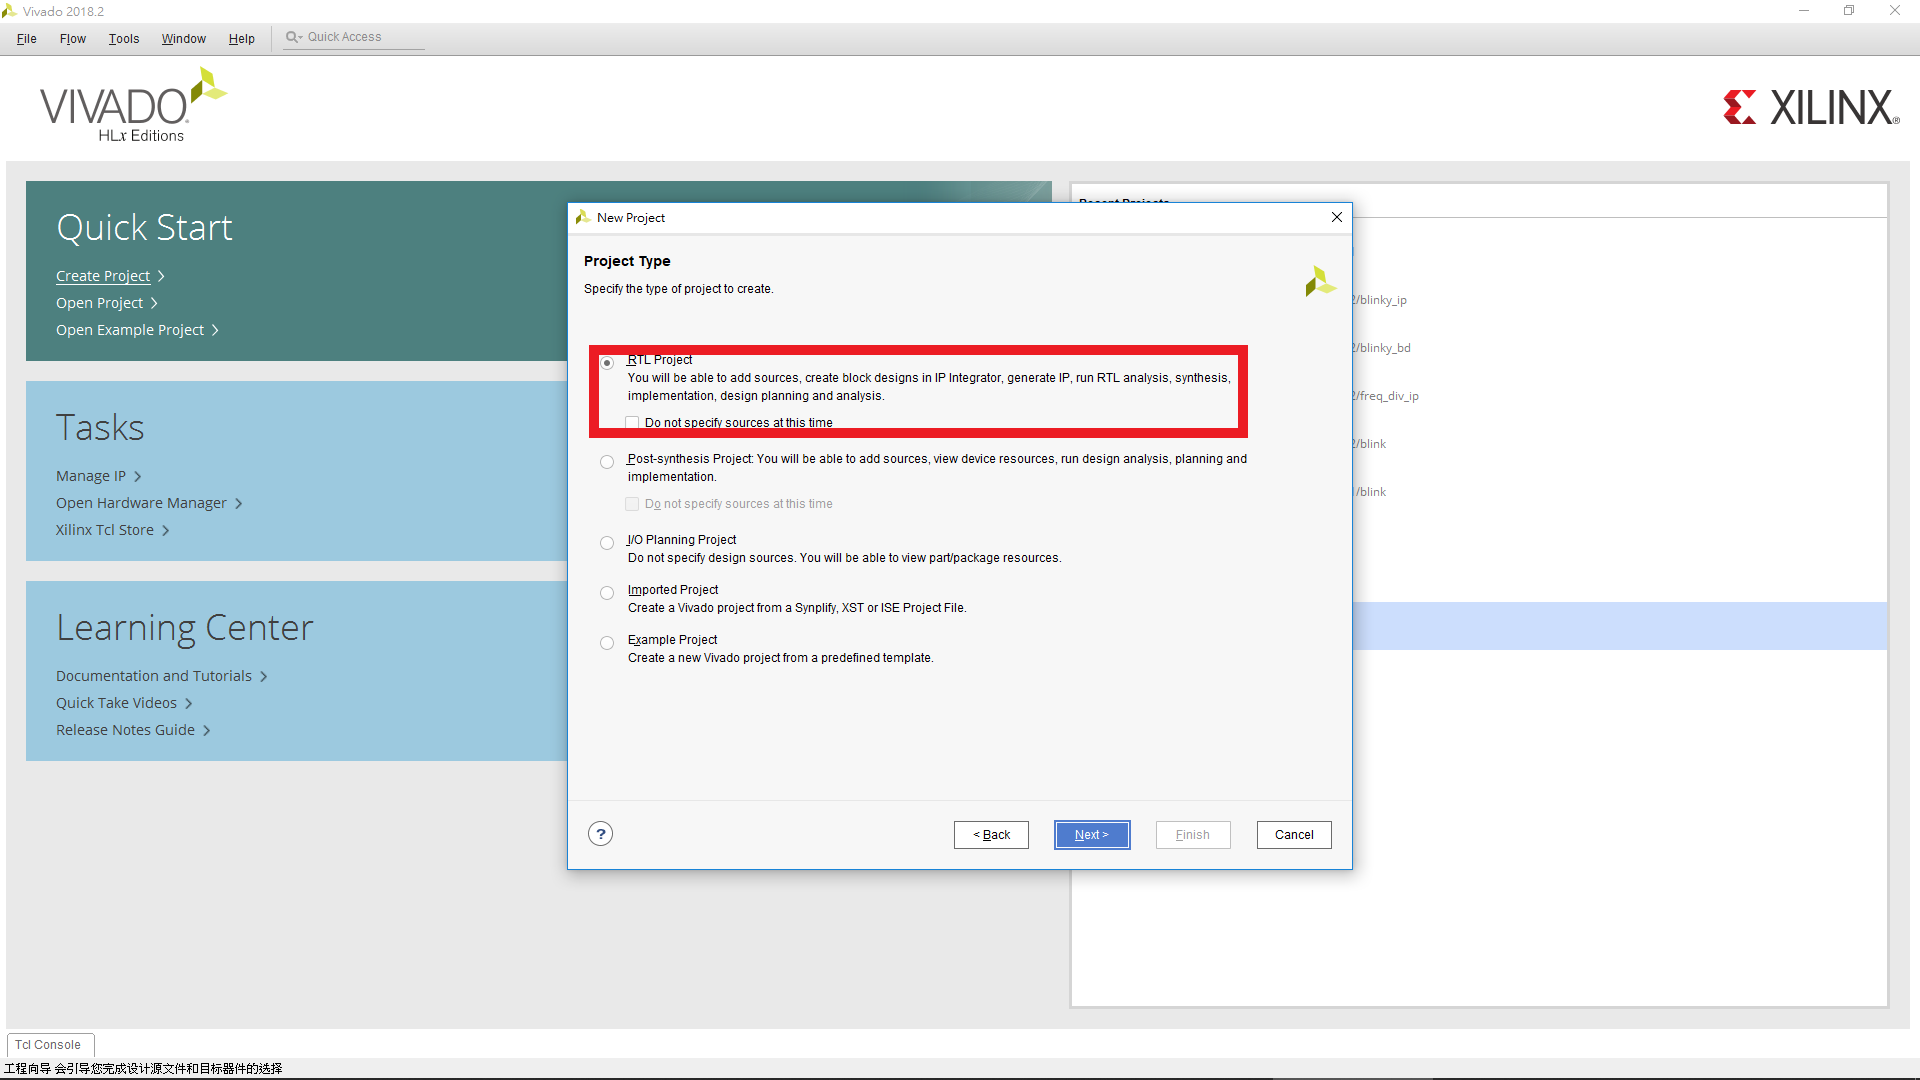 Vivado 2018.2
File Flow Tools Window Help Quick Access
VIVADO
HLx Editions
XILINX®
Quick Start
Create Project
Open Project
Open Example Project
Tasks
Manage IP
Open Hardware Manager
Xilinx Tcl Store
Learning Center
Documentation and Tutorials
Quick Take Videos
Release Notes Guide
Recent Projects
2/blinky_ip
2/blinky_bd
2/freq_div_ip
2/blink
/blink
New Project
Project Type
Specify the type of project to create.
RTL Project
You will be able to add sources, create block designs in IP Integrator, generate IP, run RTL analysis, synthesis,
implementation, design planning and analysis.
Do not specify sources at this time
Post-synthesis Project: You will be able to add sources, view device resources, run design analysis, planning and
implementation.
Do not specify sources at this time
I/O Planning Project
Do not specify design sources. You will be able to view part/package resources.
Imported Project
Create a Vivado project from a Synplify, XST or ISE Project File.
Example Project
Create a new Vivado project from a predefined template.
?
< Back Next > Finish Cancel
Tcl Console
工程向导 会引导您完成设计源文件和目标器件的选择